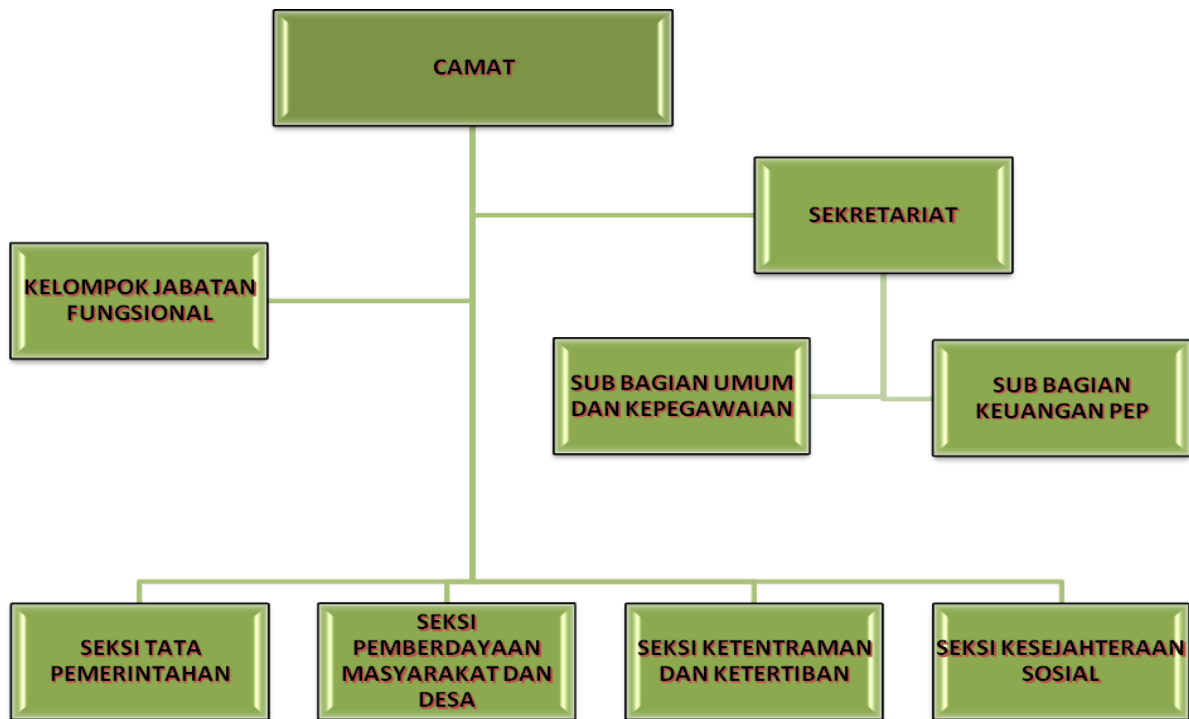 CAMAT
SEKRETARIAT
KELOMPOK JABATAN
FUNGSIONAL
SUB BAGIAN UMUM
DAN KEPEGAWAIAN
SUB BAGIAN
KEUANGAN PEP
SEKSI TATA
PEMERINTAHAN
SEKSI
PEMBERDAYAAN
MASYARAKAT DAN
DESA
SEKSI KETENTRAMAN
DAN KETERTIBAN
SEKSI KESEJAHTERAAN
SOSIAL